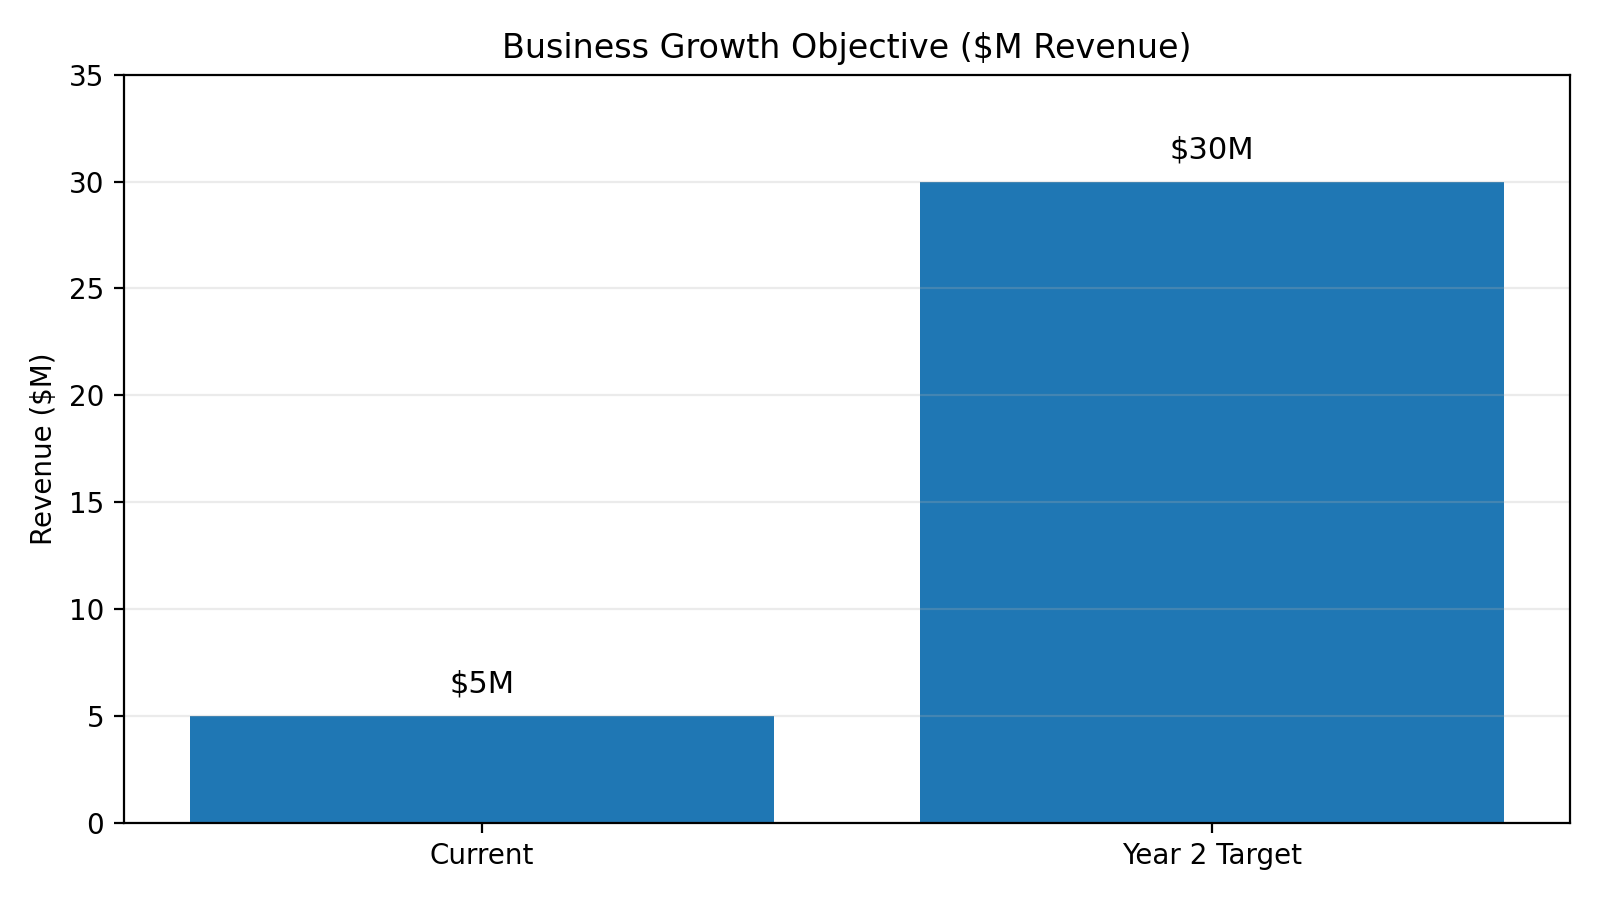 Business Growth Objective ($M Revenue)
Revenue ($M)
35
30
25
20
15
10
5
0
$5M
$30M
Current
Year 2 Target